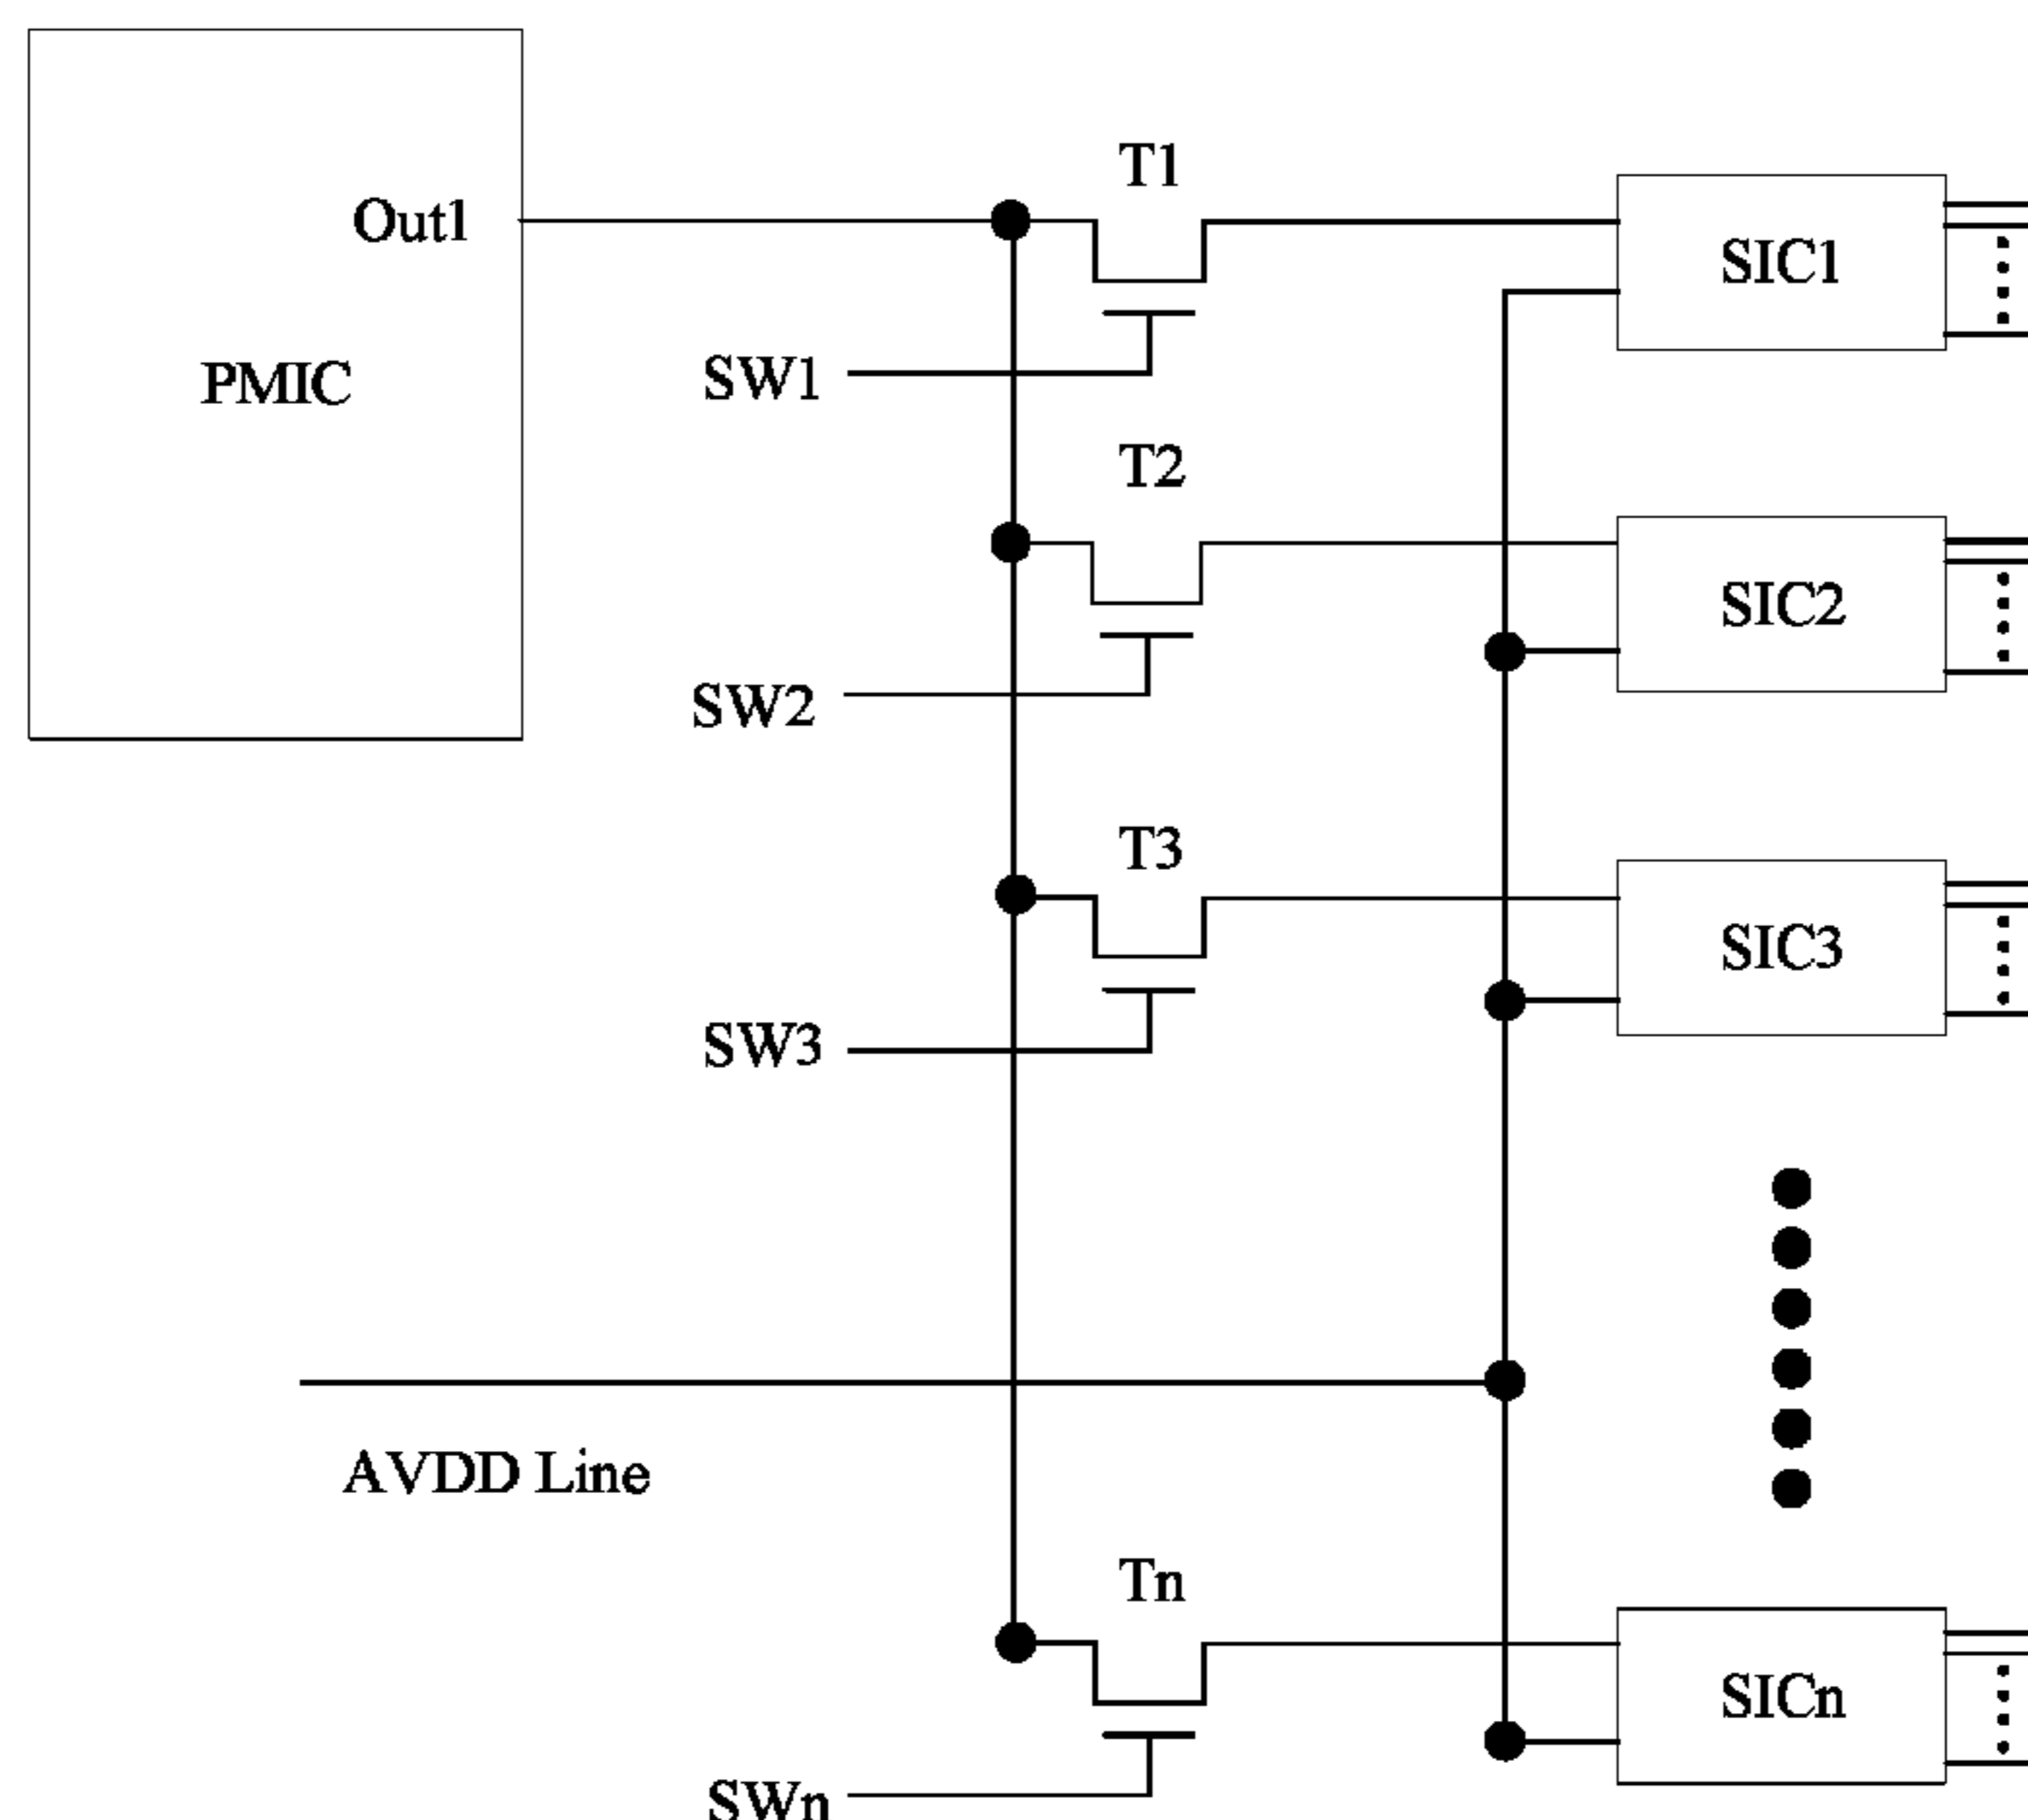 T1
Out1
SIC1
PMIC
SW1
T2
SIC2
SW2
T3
SIC3
SW3
AVDD Line
Tn
SICn
SWn